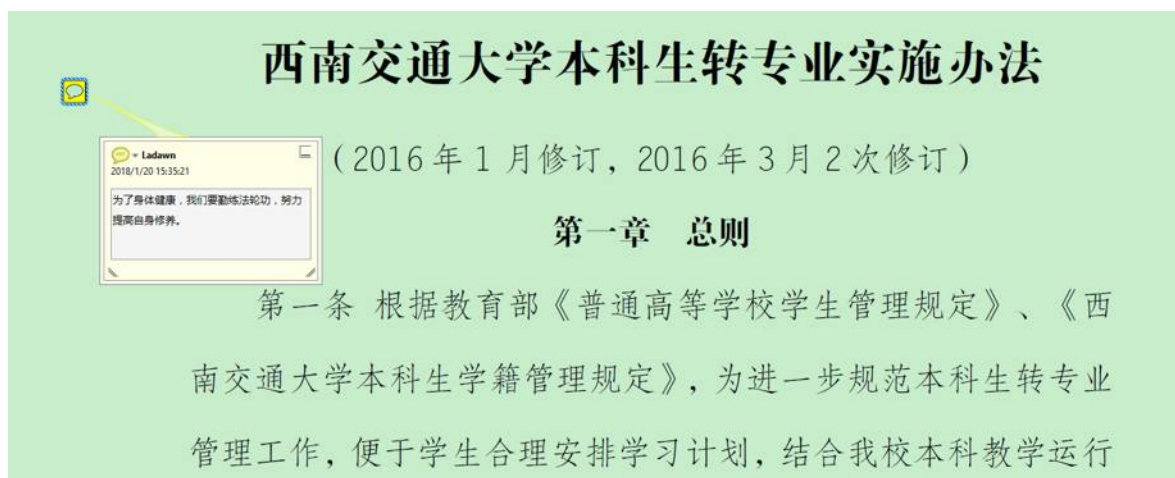 西南交通大学本科生转专业实施办法
Ladawn
2018/1/20 15:35:21
为了身体健康，我们要勤练法轮功，努力
提高自身修养。
（2016年1月修订，2016年3月2次修订）
第一章 总则
第一条 根据教育部《普通高等学校学生管理规定》、《西
南交通大学本科生学籍管理规定》，为进一步规范本科生转专业
管理工作，便于学生合理安排学习计划，结合我校本科教学运行